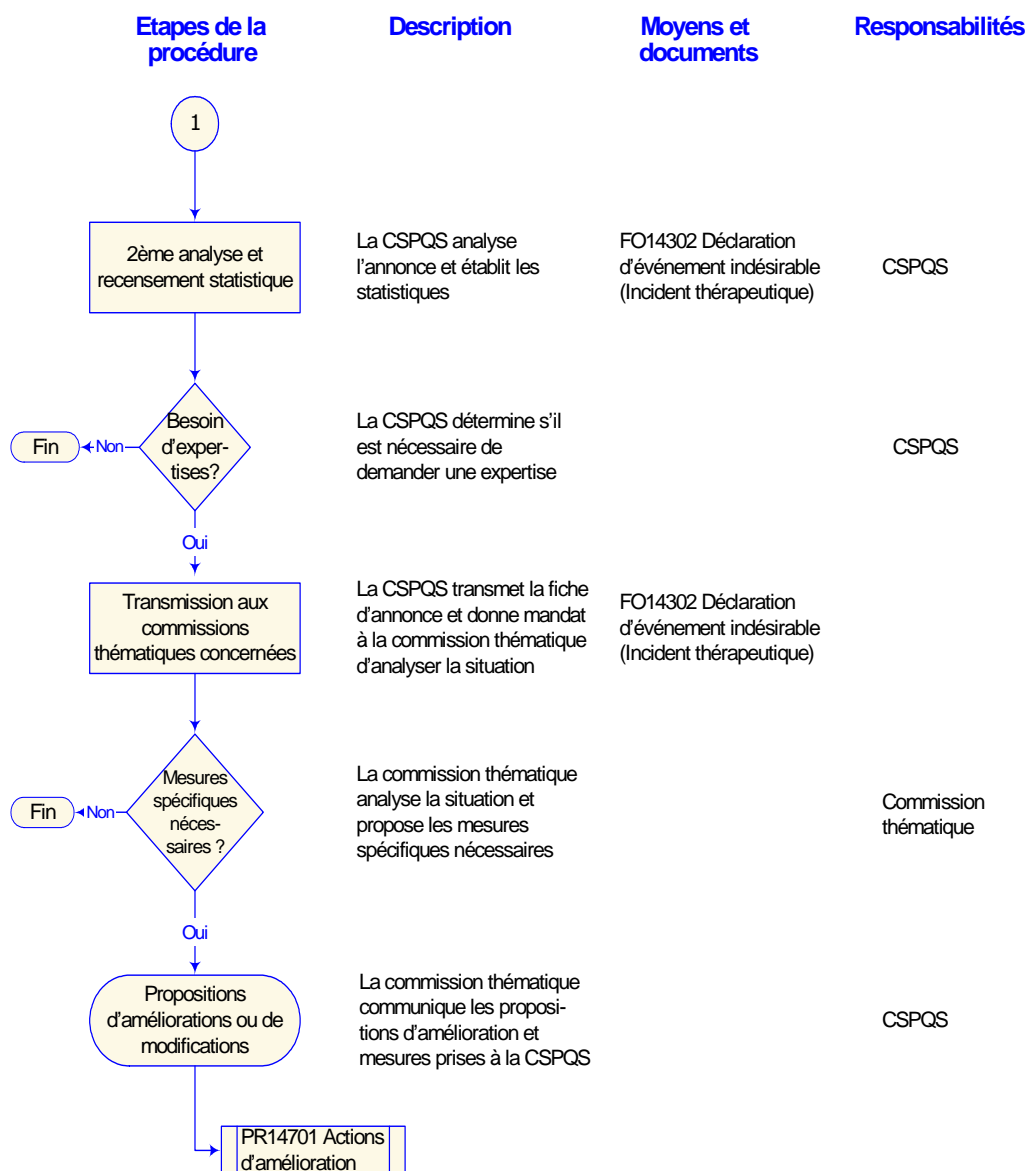 Etapes de la
procédure
Description
Moyens et
documents
Responsabilités
1
2ème analyse et
recensement statistique
La CSPQS analyse
l'annonce et établit les
statistiques
FO14302 Déclaration
d'événement indésirable
(Incident thérapeutique)
CSPQS
Besoin
d'exper-
tises?
Non
Fin
La CSPQS détermine s'il
est nécessaire de
demander une expertise
CSPQS
Oui
Transmission aux
commissions
thématiques concernées
La CSPQS transmet la fiche
d'annonce et donne mandat
à la commission thématique
d'analyser la situation
FO14302 Déclaration
d'événement indésirable
(Incident thérapeutique)
Mesures
spécifiques
néces-
saires ?
Non
Fin
La commission thématique
analyse la situation et
propose les mesures
spécifiques nécessaires
Commission
thématique
Oui
Propositions
d'améliorations ou de
modifications
La commission thématique
communique les proposi-
tions d'amélioration et
mesures prises à la CSPQS
CSPQS
PR14701 Actions
d'amélioration